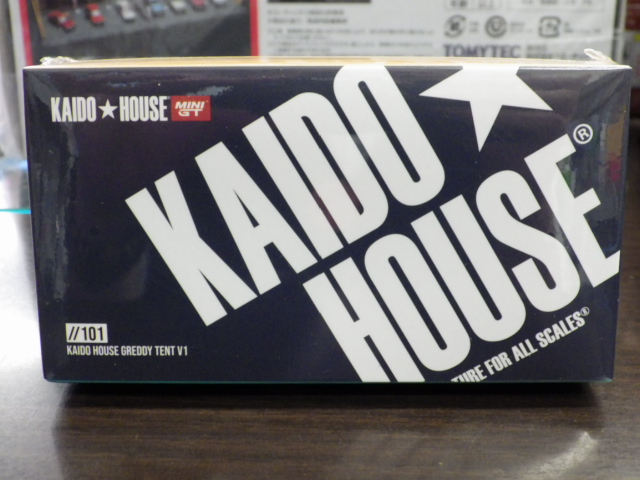 TOMYTEC
KAIDO★HOUSE MINI GT
KAIDO
HOUSE®
TURE FOR ALL SCALES®
//101
KAIDO HOUSE GREDDY TENT V1